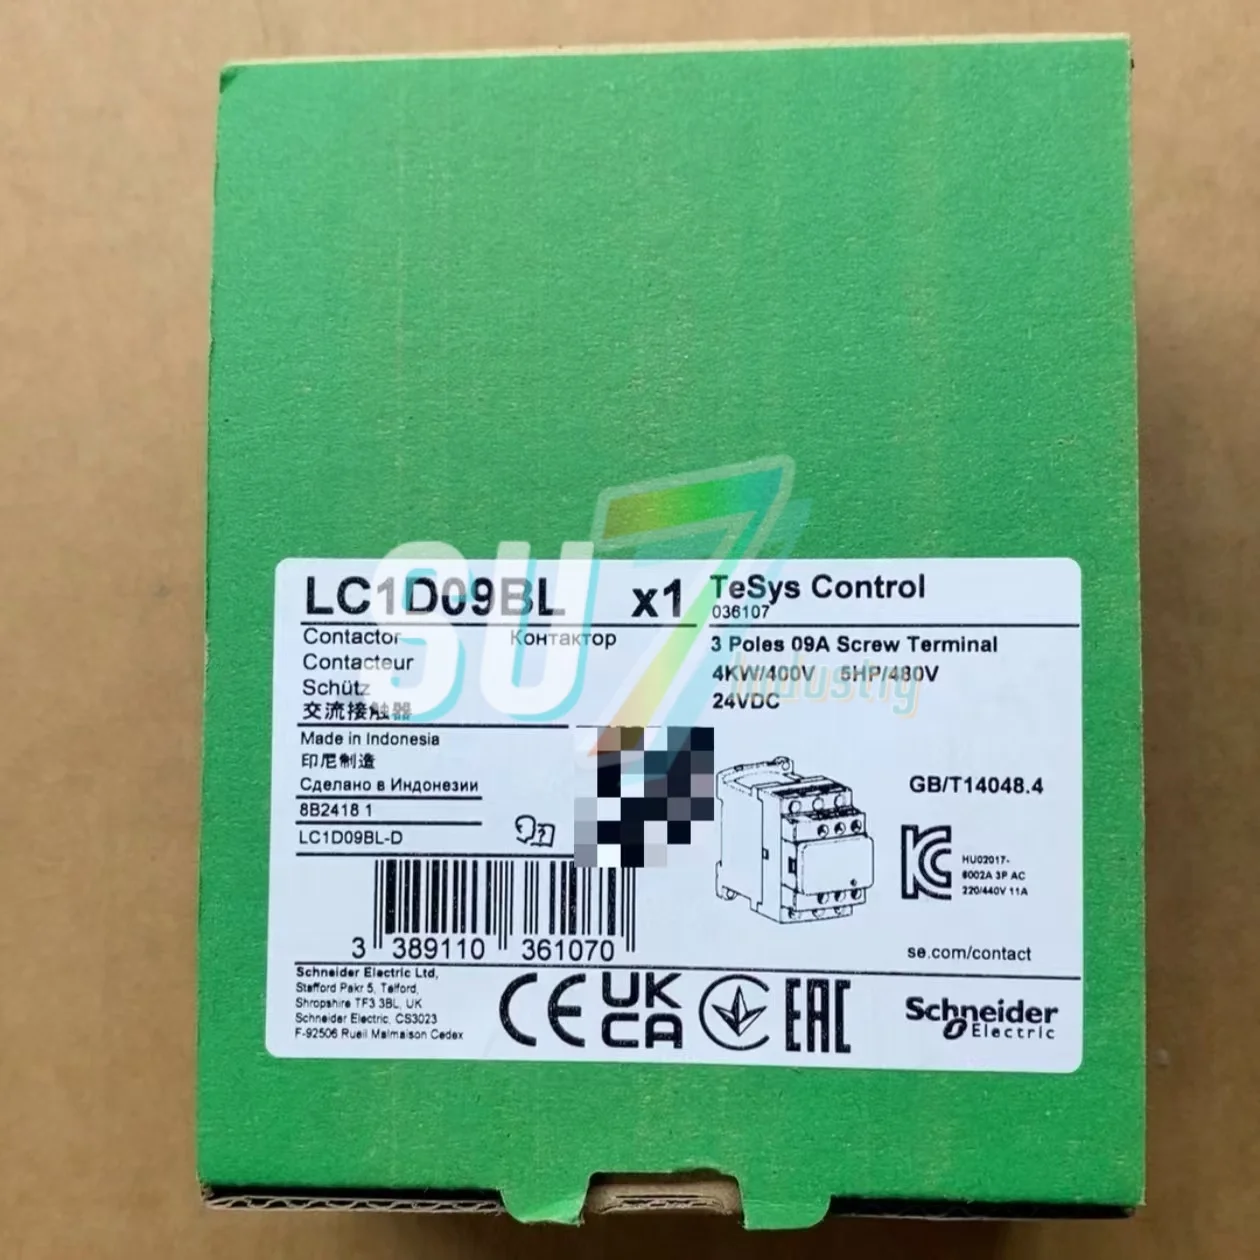 LC1D09BL x1
Contactor Контактор
Contacteur
Schütz
交流接触器
Made in Indonesia
印尼制造
Сделано в Индонезии
8B2418 1
LC1D09BL-D
3 389110 361070
TeSys Control
036107
3 Poles 09A Screw Terminal
4KW/400V 5HP/480V
24VDC
GB/T14048.4
HU02017-
6002A 3P AC
220/440V 11A
se.com/contact
Schneider Electric Ltd,
Stafford Pakr 5, Telford,
Shropshire TF3 3BL, UK
Schneider Electric, CS3023
F-92506 Rueil Malmaison Cedex
CE UK CA EAC
Schneider Electric
SU7
Industry